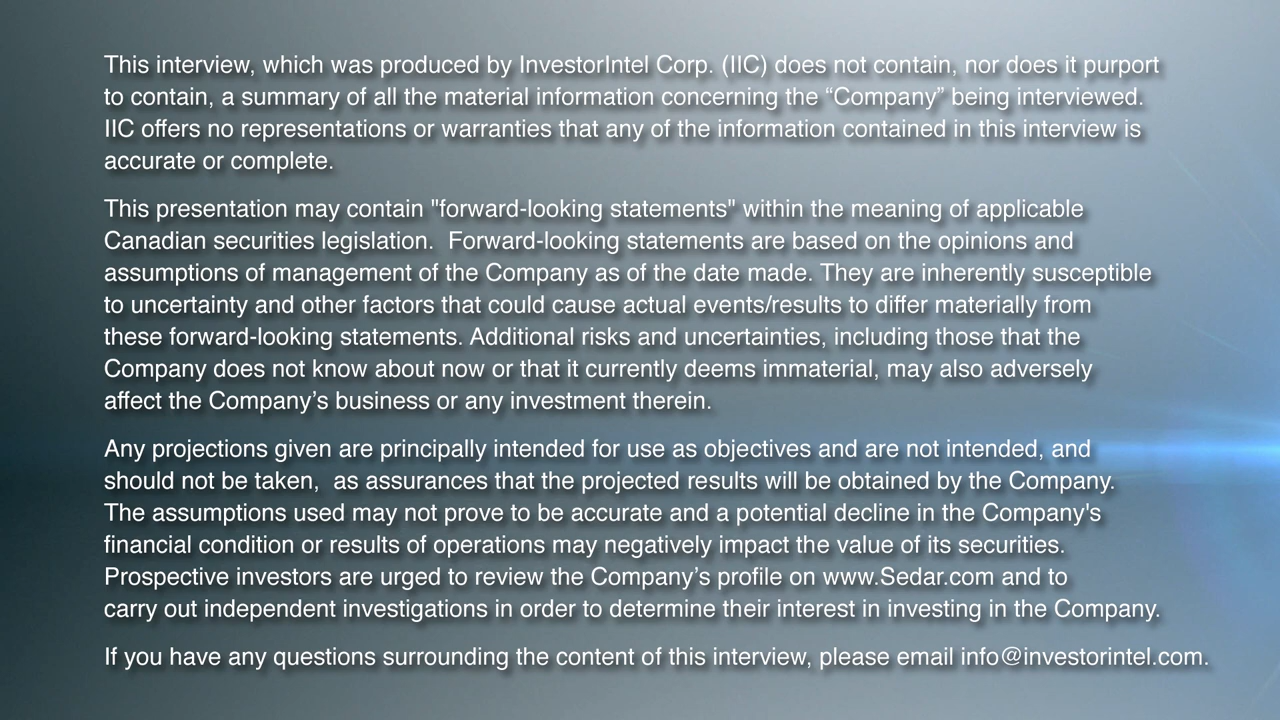 This interview, which was produced by InvestorIntel Corp. (IIC) does not contain, nor does it purport
to contain, a summary of all the material information concerning the “Company” being interviewed.
IIC offers no representations or warranties that any of the information contained in this interview is
accurate or complete.
This presentation may contain "forward-looking statements" within the meaning of applicable
Canadian securities legislation.  Forward-looking statements are based on the opinions and
assumptions of management of the Company as of the date made. They are inherently susceptible
to uncertainty and other factors that could cause actual events/results to differ materially from
these forward-looking statements. Additional risks and uncertainties, including those that the
Company does not know about now or that it currently deems immaterial, may also adversely
affect the Company’s business or any investment therein.
Any projections given are principally intended for use as objectives and are not intended, and
should not be taken,  as assurances that the projected results will be obtained by the Company.
The assumptions used may not prove to be accurate and a potential decline in the Company's
financial condition or results of operations may negatively impact the value of its securities.
Prospective investors are urged to review the Company’s profile on www.Sedar.com and to
carry out independent investigations in order to determine their interest in investing in the Company.
If you have any questions surrounding the content of this interview, please email info@investorintel.com.